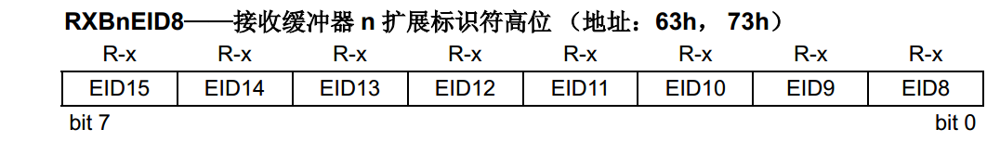 RXBnEID8——接收缓冲器 n 扩展标识符高位 （地址：63h， 73h）
R-x R-x R-x R-x R-x R-x R-x R-x
EID15 EID14 EID13 EID12 EID11 EID10 EID9 EID8
bit 7 bit 0